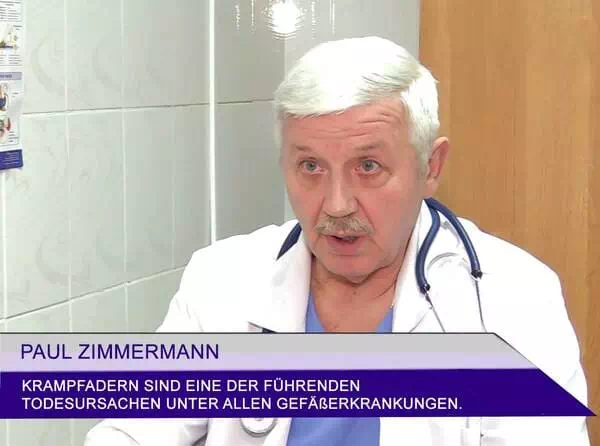 PAUL ZIMMERMANN
KRAMPFADERN SIND EINE DER FÜHRENDEN
TODESURSACHEN UNTER ALLEN GEFÄßERKRANKUNGEN.